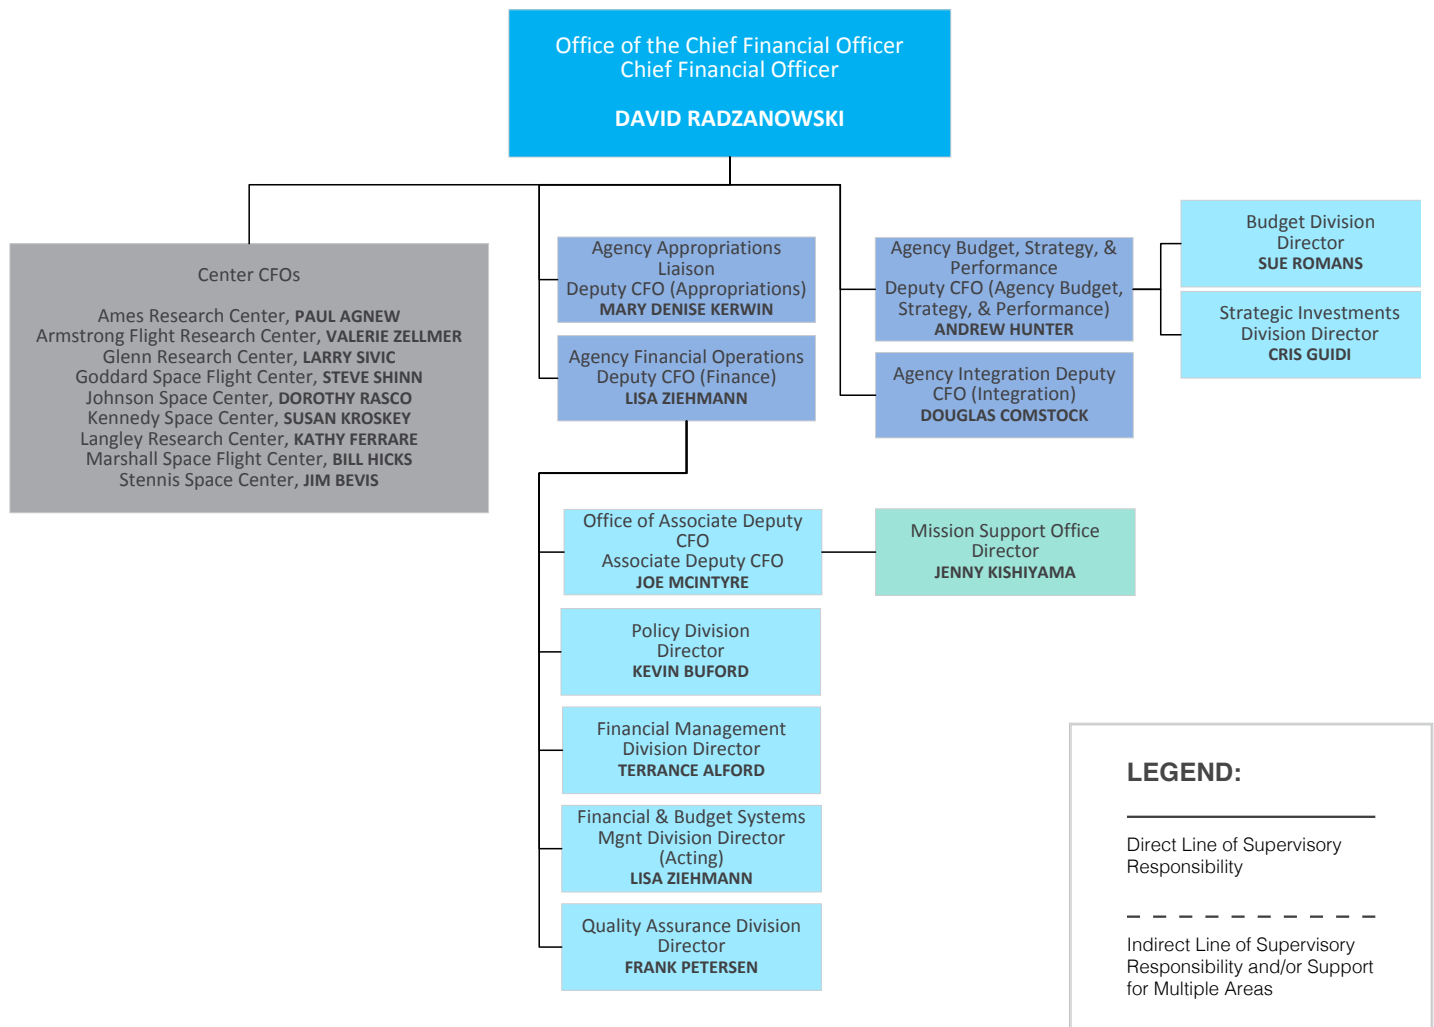 Office of the Chief Financial Officer
Chief Financial Officer
DAVID RADZANOWSKI
Center CFOs
Ames Research Center, PAUL AGNEW
Armstrong Flight Research Center, VALERIE ZELLMER
Glenn Research Center, LARRY SIVIC
Goddard Space Flight Center, STEVE SHINN
Johnson Space Center, DOROTHY RASCO
Kennedy Space Center, SUSAN KROSKEY
Langley Research Center, KATHY FERRARE
Marshall Space Flight Center, BILL HICKS
Stennis Space Center, JIM BEVIS
Agency Appropriations
Liaison
Deputy CFO (Appropriations)
MARY DENISE KERWIN
Agency Financial Operations
Deputy CFO (Finance)
LISA ZIEHMANN
Agency Budget, Strategy, &
Performance
Deputy CFO (Agency Budget,
Strategy, & Performance)
ANDREW HUNTER
Agency Integration Deputy
CFO (Integration)
DOUGLAS COMSTOCK
Budget Division
Director
SUE ROMANS
Strategic Investments
Division Director
CRIS GUIDI
Office of Associate Deputy
CFO
Associate Deputy CFO
JOE MCINTYRE
Mission Support Office
Director
JENNY KISHIYAMA
Policy Division
Director
KEVIN BUFORD
Financial Management
Division Director
TERRANCE ALFORD
Financial & Budget Systems
Mgnt Division Director
(Acting)
LISA ZIEHMANN
Quality Assurance Division
Director
FRANK PETERSEN
LEGEND:
Direct Line of Supervisory
Responsibility
Indirect Line of Supervisory
Responsibility and/or Support
for Multiple Areas